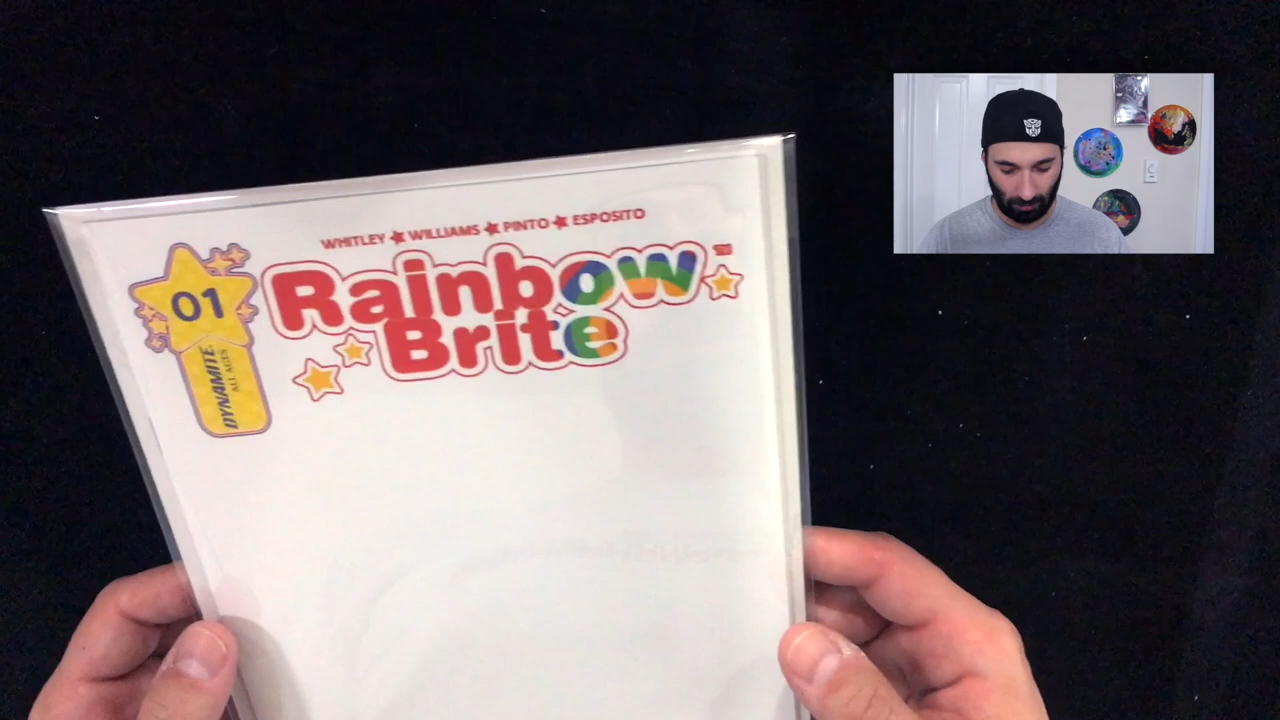 WHITLEY ★ WILLIAMS ★ PINTO ★ ESPOSITO
01
Rainbow
Brite
DYNAMITE
ALL AGES